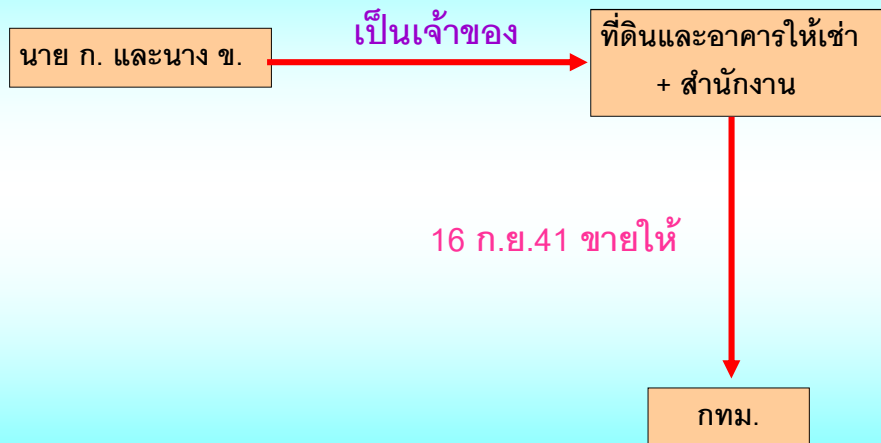 เป็นเจ้าของ
นาย ก. และนาง ข.
ที่ดินและอาคารให้เช่า
+ สำนักงาน
16 ก.ย.41 ขายให้
กทม.